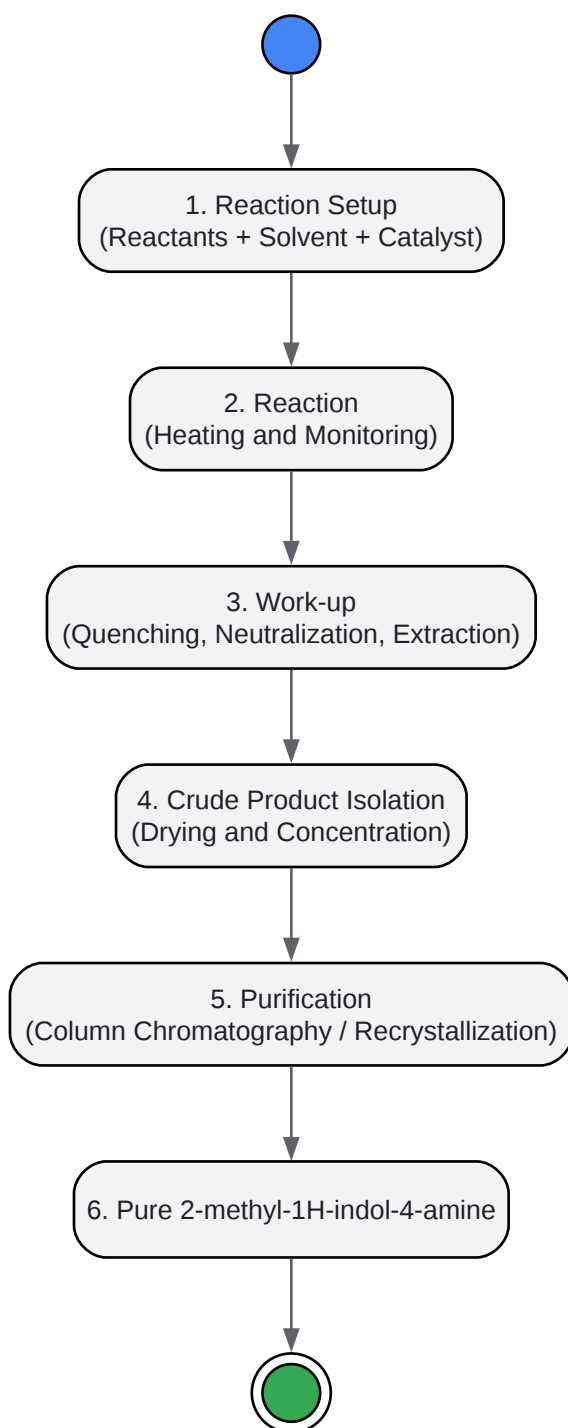 1. Reaction Setup
(Reactants + Solvent + Catalyst)
2. Reaction
(Heating and Monitoring)
3. Work-up
(Quenching, Neutralization, Extraction)
4. Crude Product Isolation
(Drying and Concentration)
5. Purification
(Column Chromatography / Recrystallization)
6. Pure 2-methyl-1H-indol-4-amine